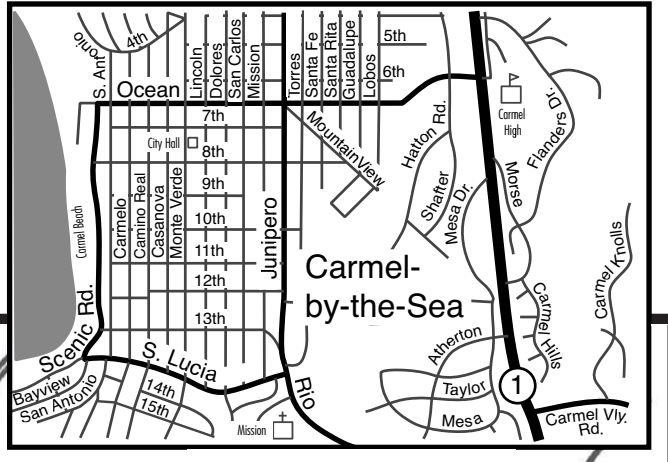 S. Antonio
4th
Lincoln
Dolores
San Carlos
Mission
Torres
Santa Fe
Santa Rita
Guadalupe
Lobos
5th
6th
Ocean
7th
City Hall
8th
9th
10th
11th
12th
13th
Carmel Beach
Carmelo
Camino Real
Casanova
Monte Verde
Junipero
MountainView
Hatton Rd.
Shafter
Mesa Dr.
Carmel
High
Flanders Dr.
Morse
Carmel-
by-the-Sea
Carmel Knolls
Carmel Hills
Scenic Rd.
S. Lucia
Bayview
San Antonio
14th
15th
Mission
Rio
Atherton
Taylor
Mesa
1
Carmel Vly.
Rd.